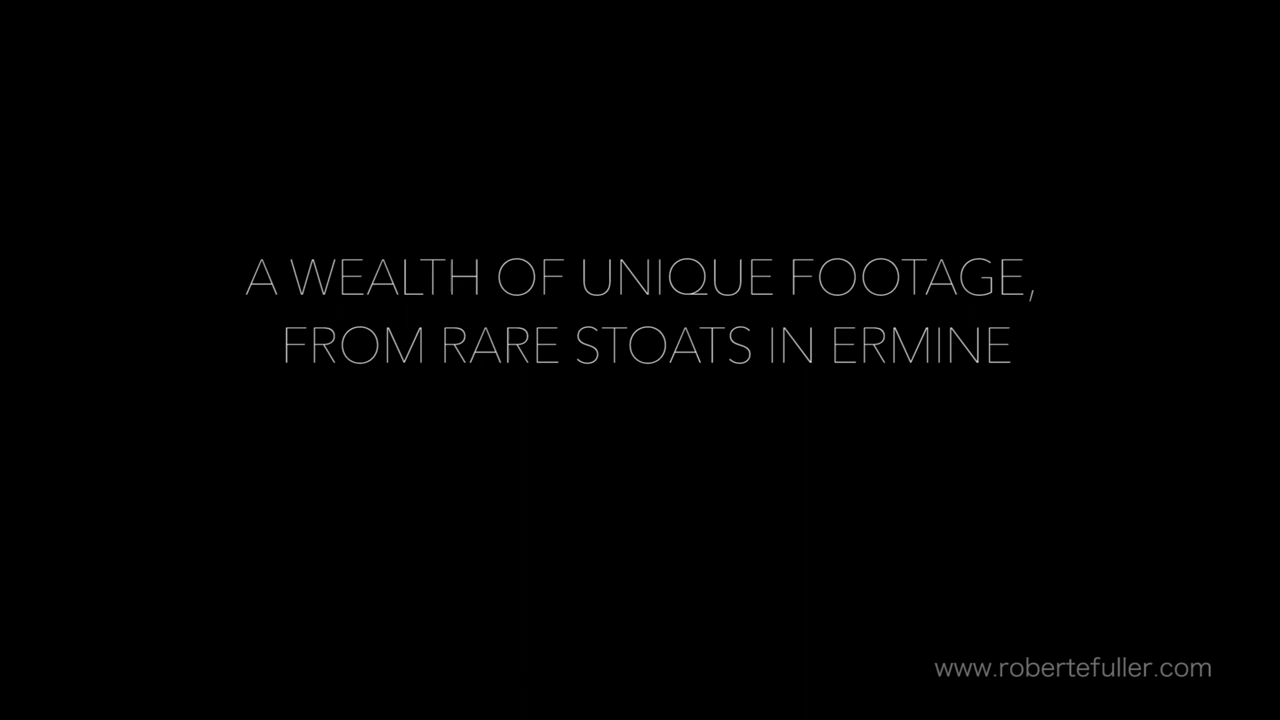 A WEALTH OF UNIQUE FOOTAGE,
FROM RARE STOATS IN ERMINE
www.robertefuller.com